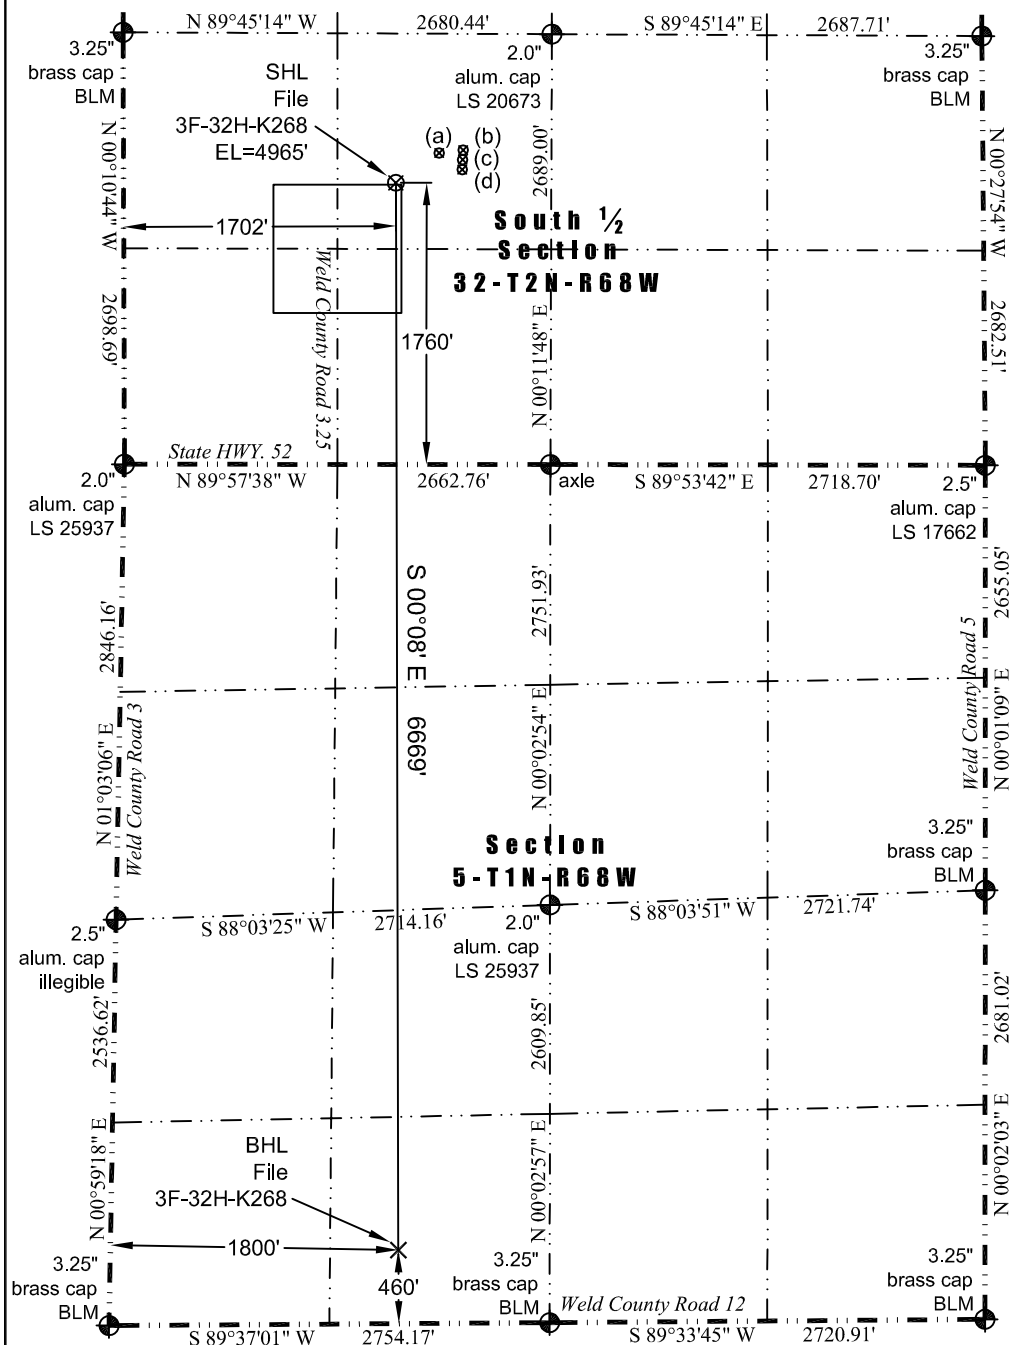 N 89°45'14" W 2680.44' S 89°45'14" E 2687.71'
3.25"
brass cap
BLM
SHL
File
3F-32H-K268
EL=4965'
2.0"
alum. cap
LS 20673
3.25"
brass cap
BLM
(a) (b)
(c)
(d)
N 00°10'44" W
2698.69'
2689.00'
N 00°11'48" E
N 00°27'54" W
2682.51'
1702'
South ½
Section
32-T2N-R68W
Weld County Road 3.25
1760'
State HWY. 52
N 89°57'38" W 2662.76' axle S 89°53'42" E 2718.70'
2.0"
alum. cap
LS 25937
2.5"
alum. cap
LS 17662
2846.16'
N 01°03'06" E
Weld County Road 3
S 00°08' E 6669'
2751.93'
N 00°02'54" E
2655.05'
Weld County Road 5
N 00°01'09" E
Section
5-T1N-R68W
3.25"
brass cap
BLM
S 88°03'25" W 2714.16' S 88°03'51" W 2721.74'
2.5"
alum. cap
illegible
2.0"
alum. cap
LS 25937
2536.62'
N 00°59'18" E
2609.85'
N 00°02'57" E
2681.02'
N 00°02'03" E
BHL
File
3F-32H-K268
1800'
460'
3.25"
brass cap
BLM
3.25"
brass cap
BLM
3.25"
brass cap
BLM
Weld County Road 12
S 89°37'01" W 2754.17' S 89°33'45" W 2720.91'